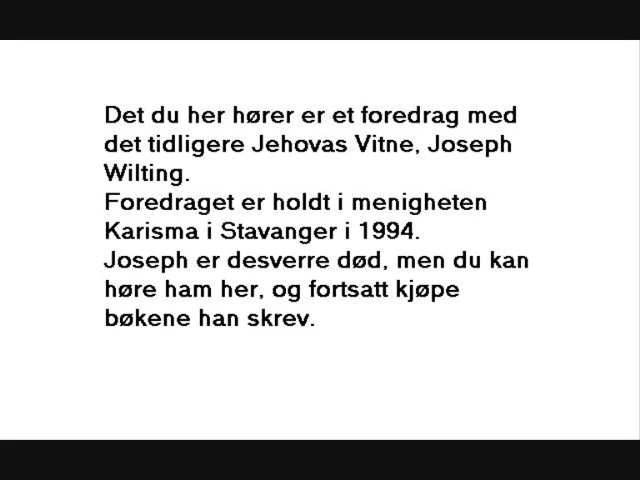 Det du her hører er et foredrag med
det tidligere Jehovas Vitne, Joseph
Wilting.
Foredraget er holdt i menigheten
Karisma i Stavanger i 1994.
Joseph er desverre død, men du kan
høre ham her, og fortsatt kjøpe
bøkene han skrev.